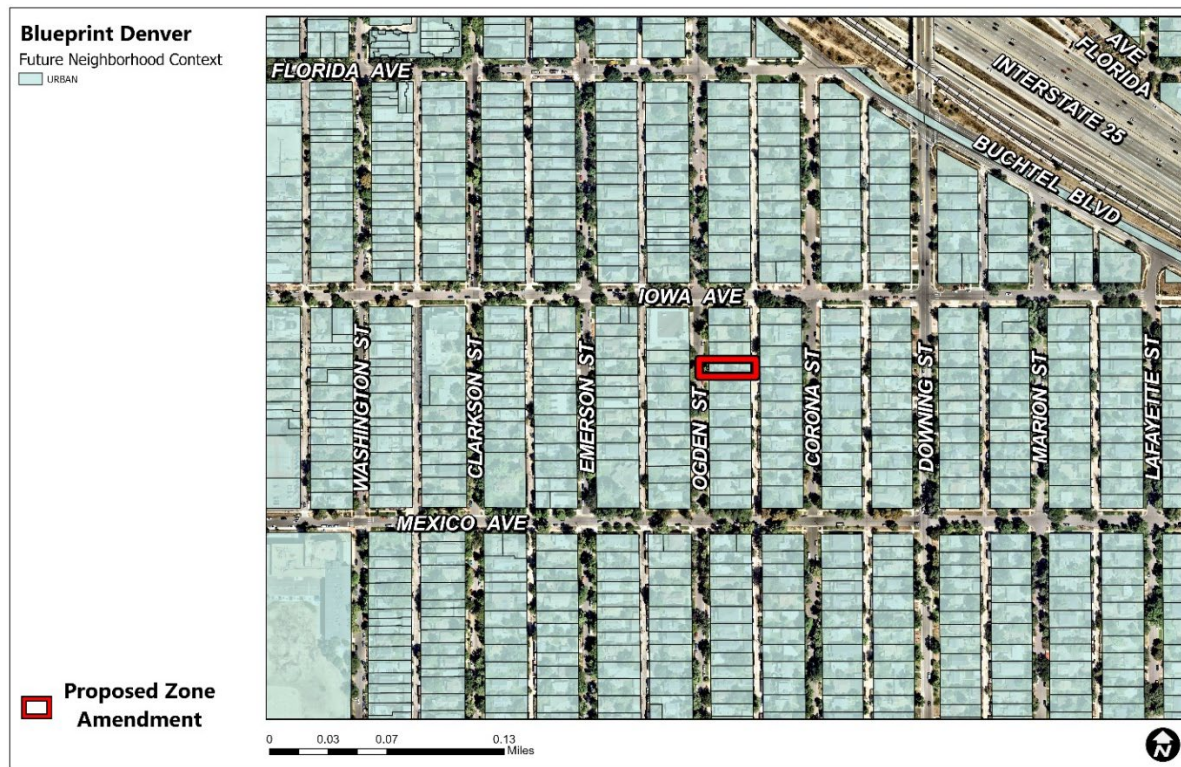 Blueprint Denver
Future Neighborhood Context
URBAN
FLORIDA AVE
AVE
FLORIDA
INTERSTATE 25
BUCHTEL BLVD
IOWA AVE
WASHINGTON ST
CLARKSON ST
EMERSON ST
OGDEN ST
CORONA ST
DOWNING ST
MARION ST
LAFAYETTE ST
MEXICO AVE
Proposed Zone
Amendment
0 0.03 0.07 0.13
Miles
N